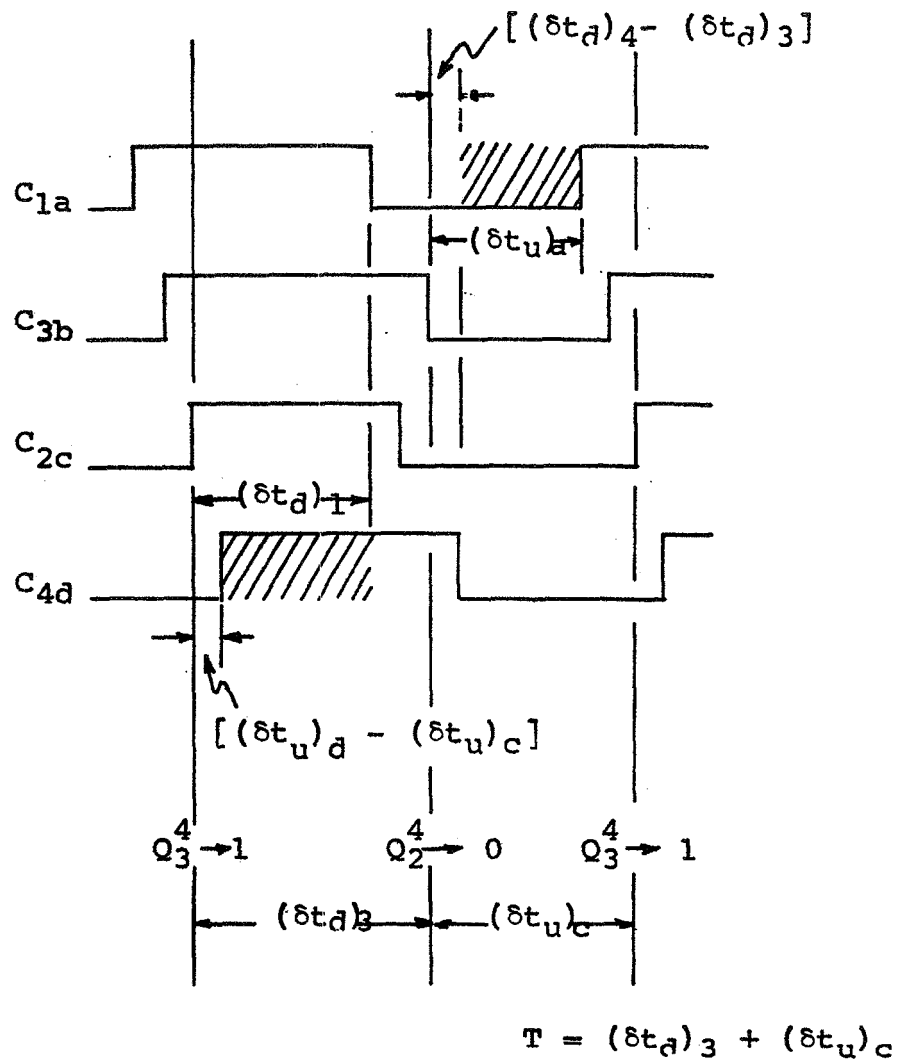 [(δt_d)_4 - (δt_d)_3]
C_1a
(δt_u)_a
C_3b
C_2c
(δt_d)_1
C_4d
[(δt_u)_d - (δt_u)_c]
Q_3^4 → 1 Q_2^4 → 0 Q_3^4 → 1
(δt_d)_3 (δt_u)_c
T = (δt_d)_3 + (δt_u)_c